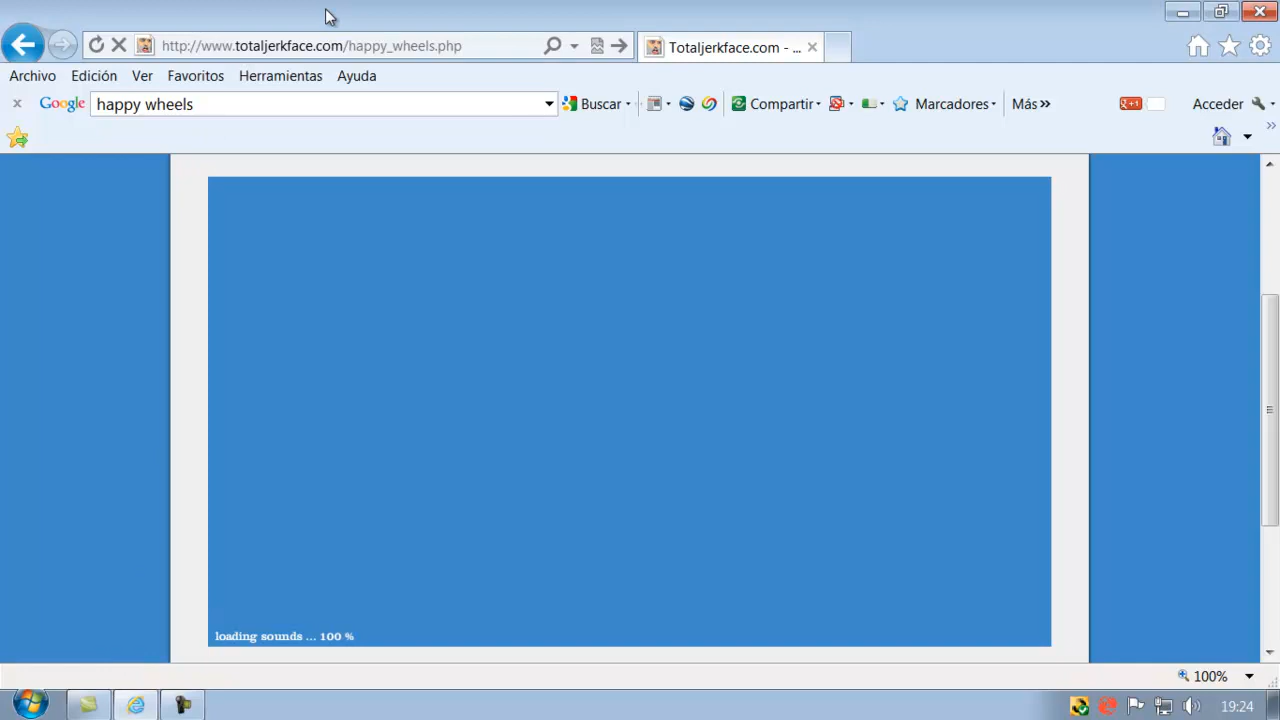 http://www.totaljerkface.com/happy_wheels.php
Totaljerkface.com - ...
Archivo Edición Ver Favoritos Herramientas Ayuda
Google happy wheels Buscar Compartir Marcadores Más Acceder
loading sounds ... 100 %
100%
19:24